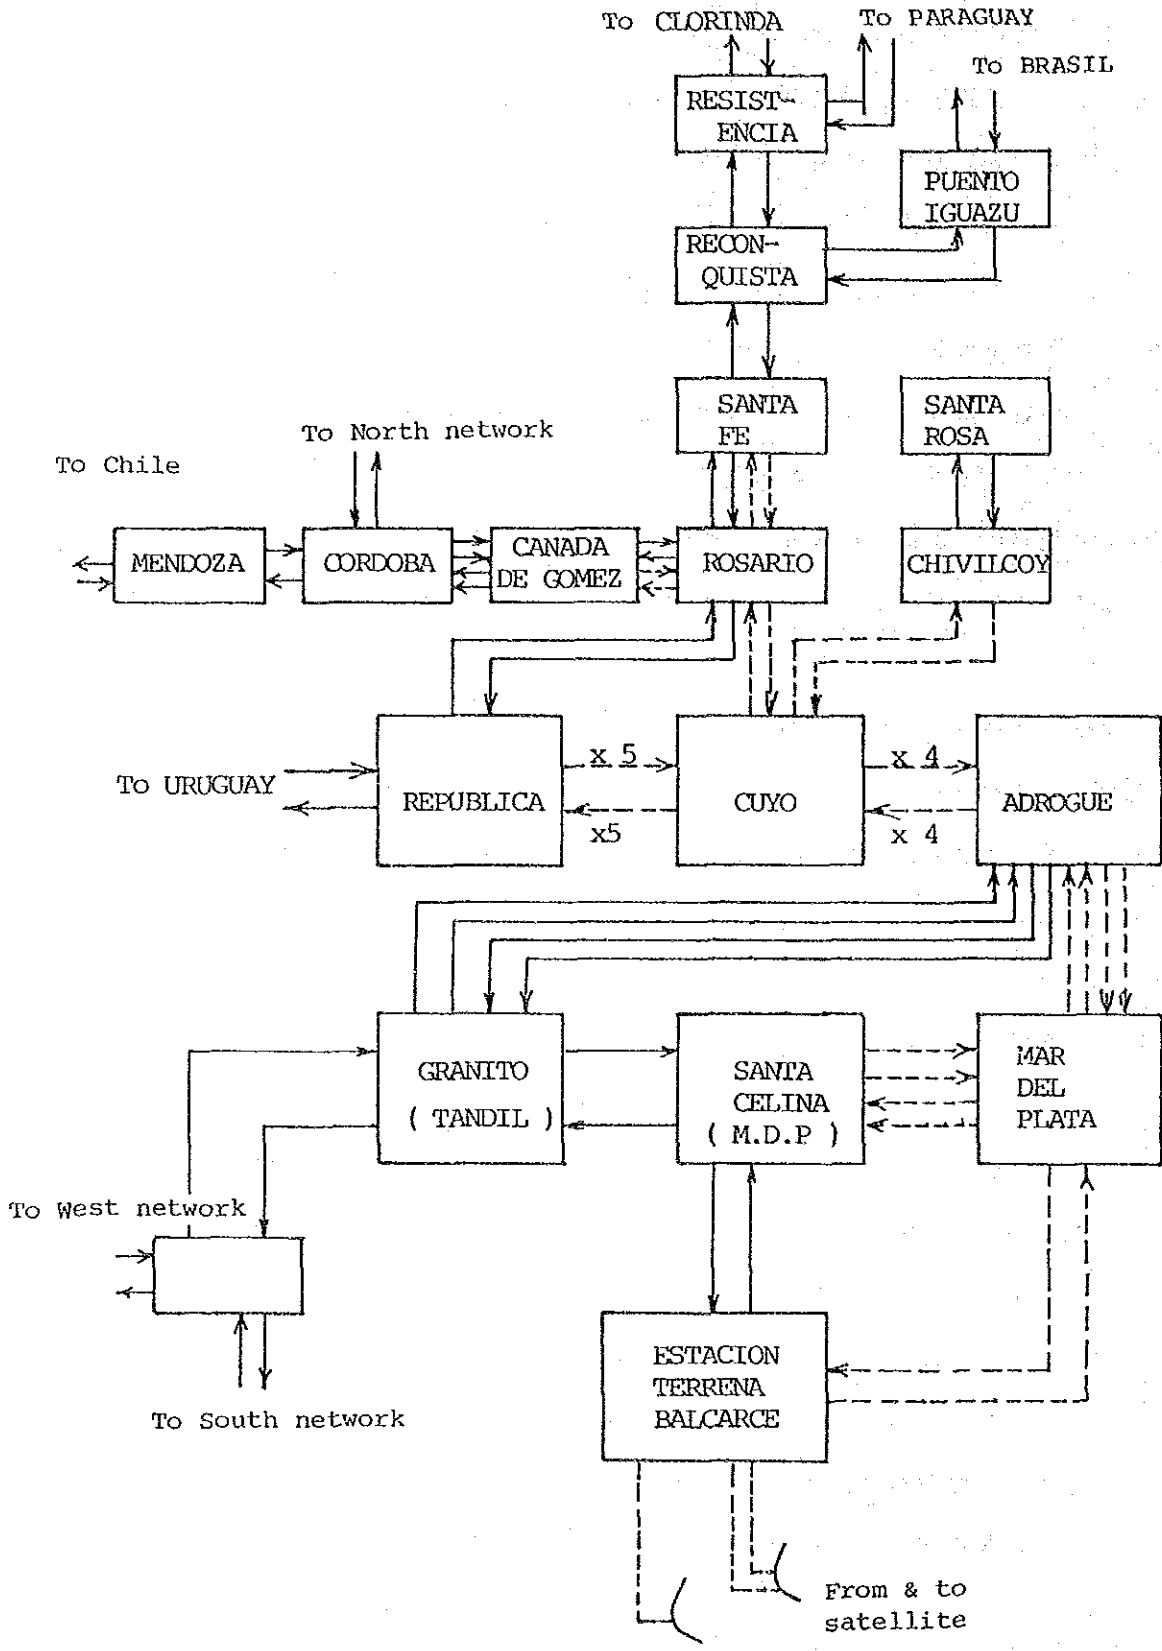 To CLORINDA
To PARAGUAY
To BRASIL
RESIST-
ENCIA
PUENTO
IGUAZU
RECON-
QUISTA
SANTA
FE
SANTA
ROSA
To North network
To Chile
MENDOZA
CORDOBA
CANADA
DE GOMEZ
ROSARIO
CHIVILCOY
To URUGUAY
REPUBLICA
x 5
x5
CUYO
x 4
x 4
ADROGUE
GRANITO
( TANDIL )
SANTA
CELINA
( M.D.P )
MAR
DEL
PLATA
To West network
To South network
ESTACION
TERRENA
BALCARCE
From & to
satellite